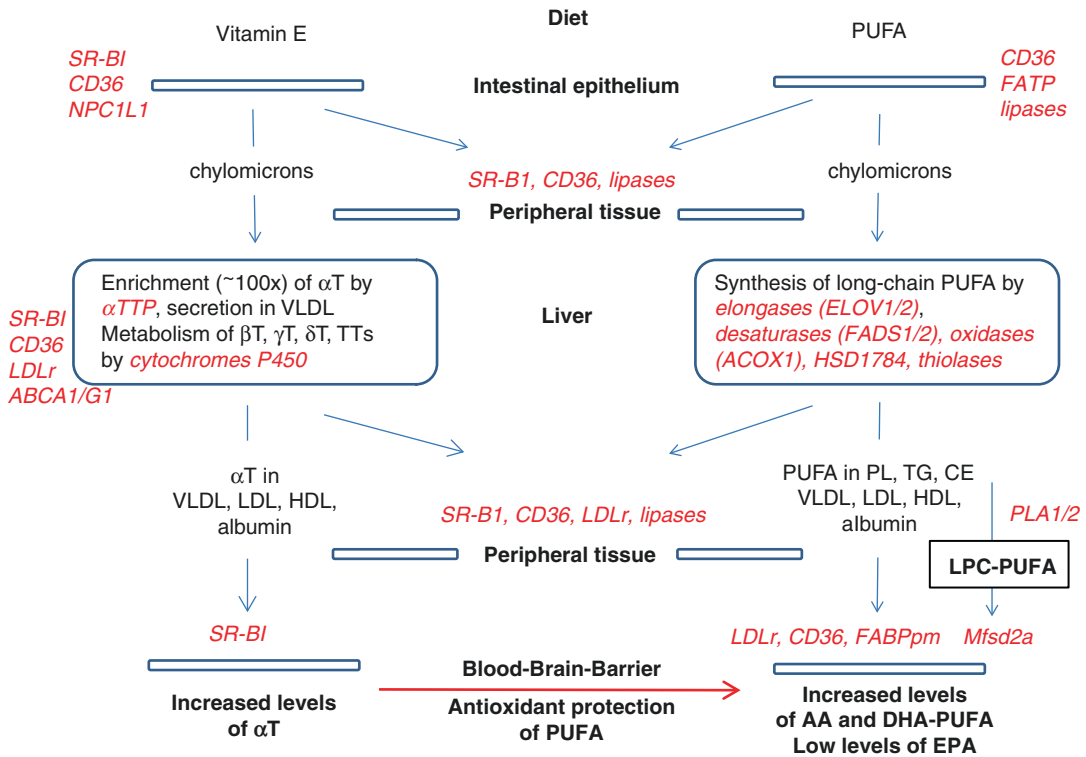 Diet
Vitamin E
PUFA
SR-BI
CD36
NPC1L1
Intestinal epithelium
CD36
FATP
lipases
chylomicrons
chylomicrons
SR-B1, CD36, lipases
Peripheral tissue
Enrichment (~100x) of αT by
αTTP, secretion in VLDL
Metabolism of βT, γT, δT, TTs
by cytochromes P450
SR-BI
CD36
LDLr
ABCA1/G1
Liver
Synthesis of long-chain PUFA by
elongases (ELOV1/2),
desaturases (FADS1/2), oxidases
(ACOX1), HSD1784, thiolases
αT in
VLDL, LDL, HDL,
albumin
SR-B1, CD36, LDLr, lipases
Peripheral tissue
PUFA in PL, TG, CE
VLDL, LDL, HDL,
albumin
PLA1/2
LPC-PUFA
SR-BI
LDLr, CD36, FABPpm
Mfsd2a
Blood-Brain-Barrier
Antioxidant protection
of PUFA
Increased levels
of αT
Increased levels
of AA and DHA-PUFA
Low levels of EPA